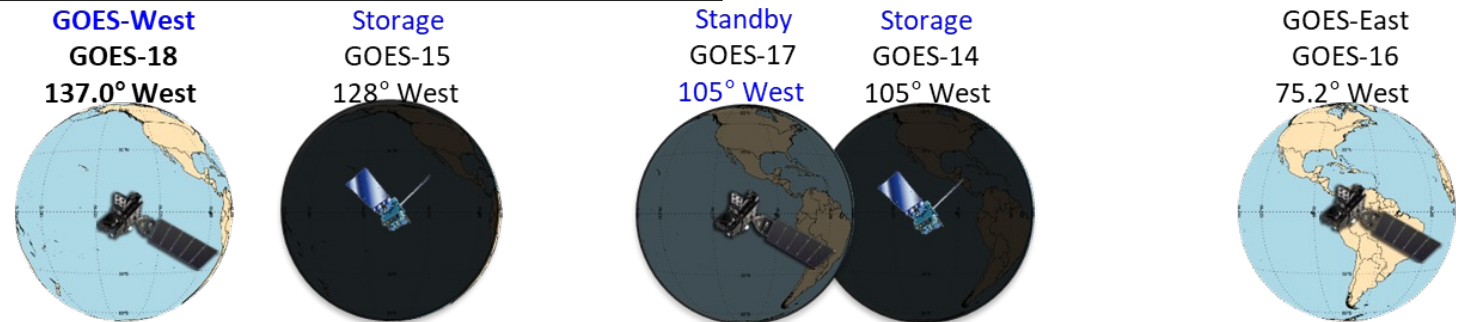 GOES-West
GOES-18
137.0° West
Storage
GOES-15
128° West
Standby
GOES-17
105° West
Storage
GOES-14
105° West
GOES-East
GOES-16
75.2° West